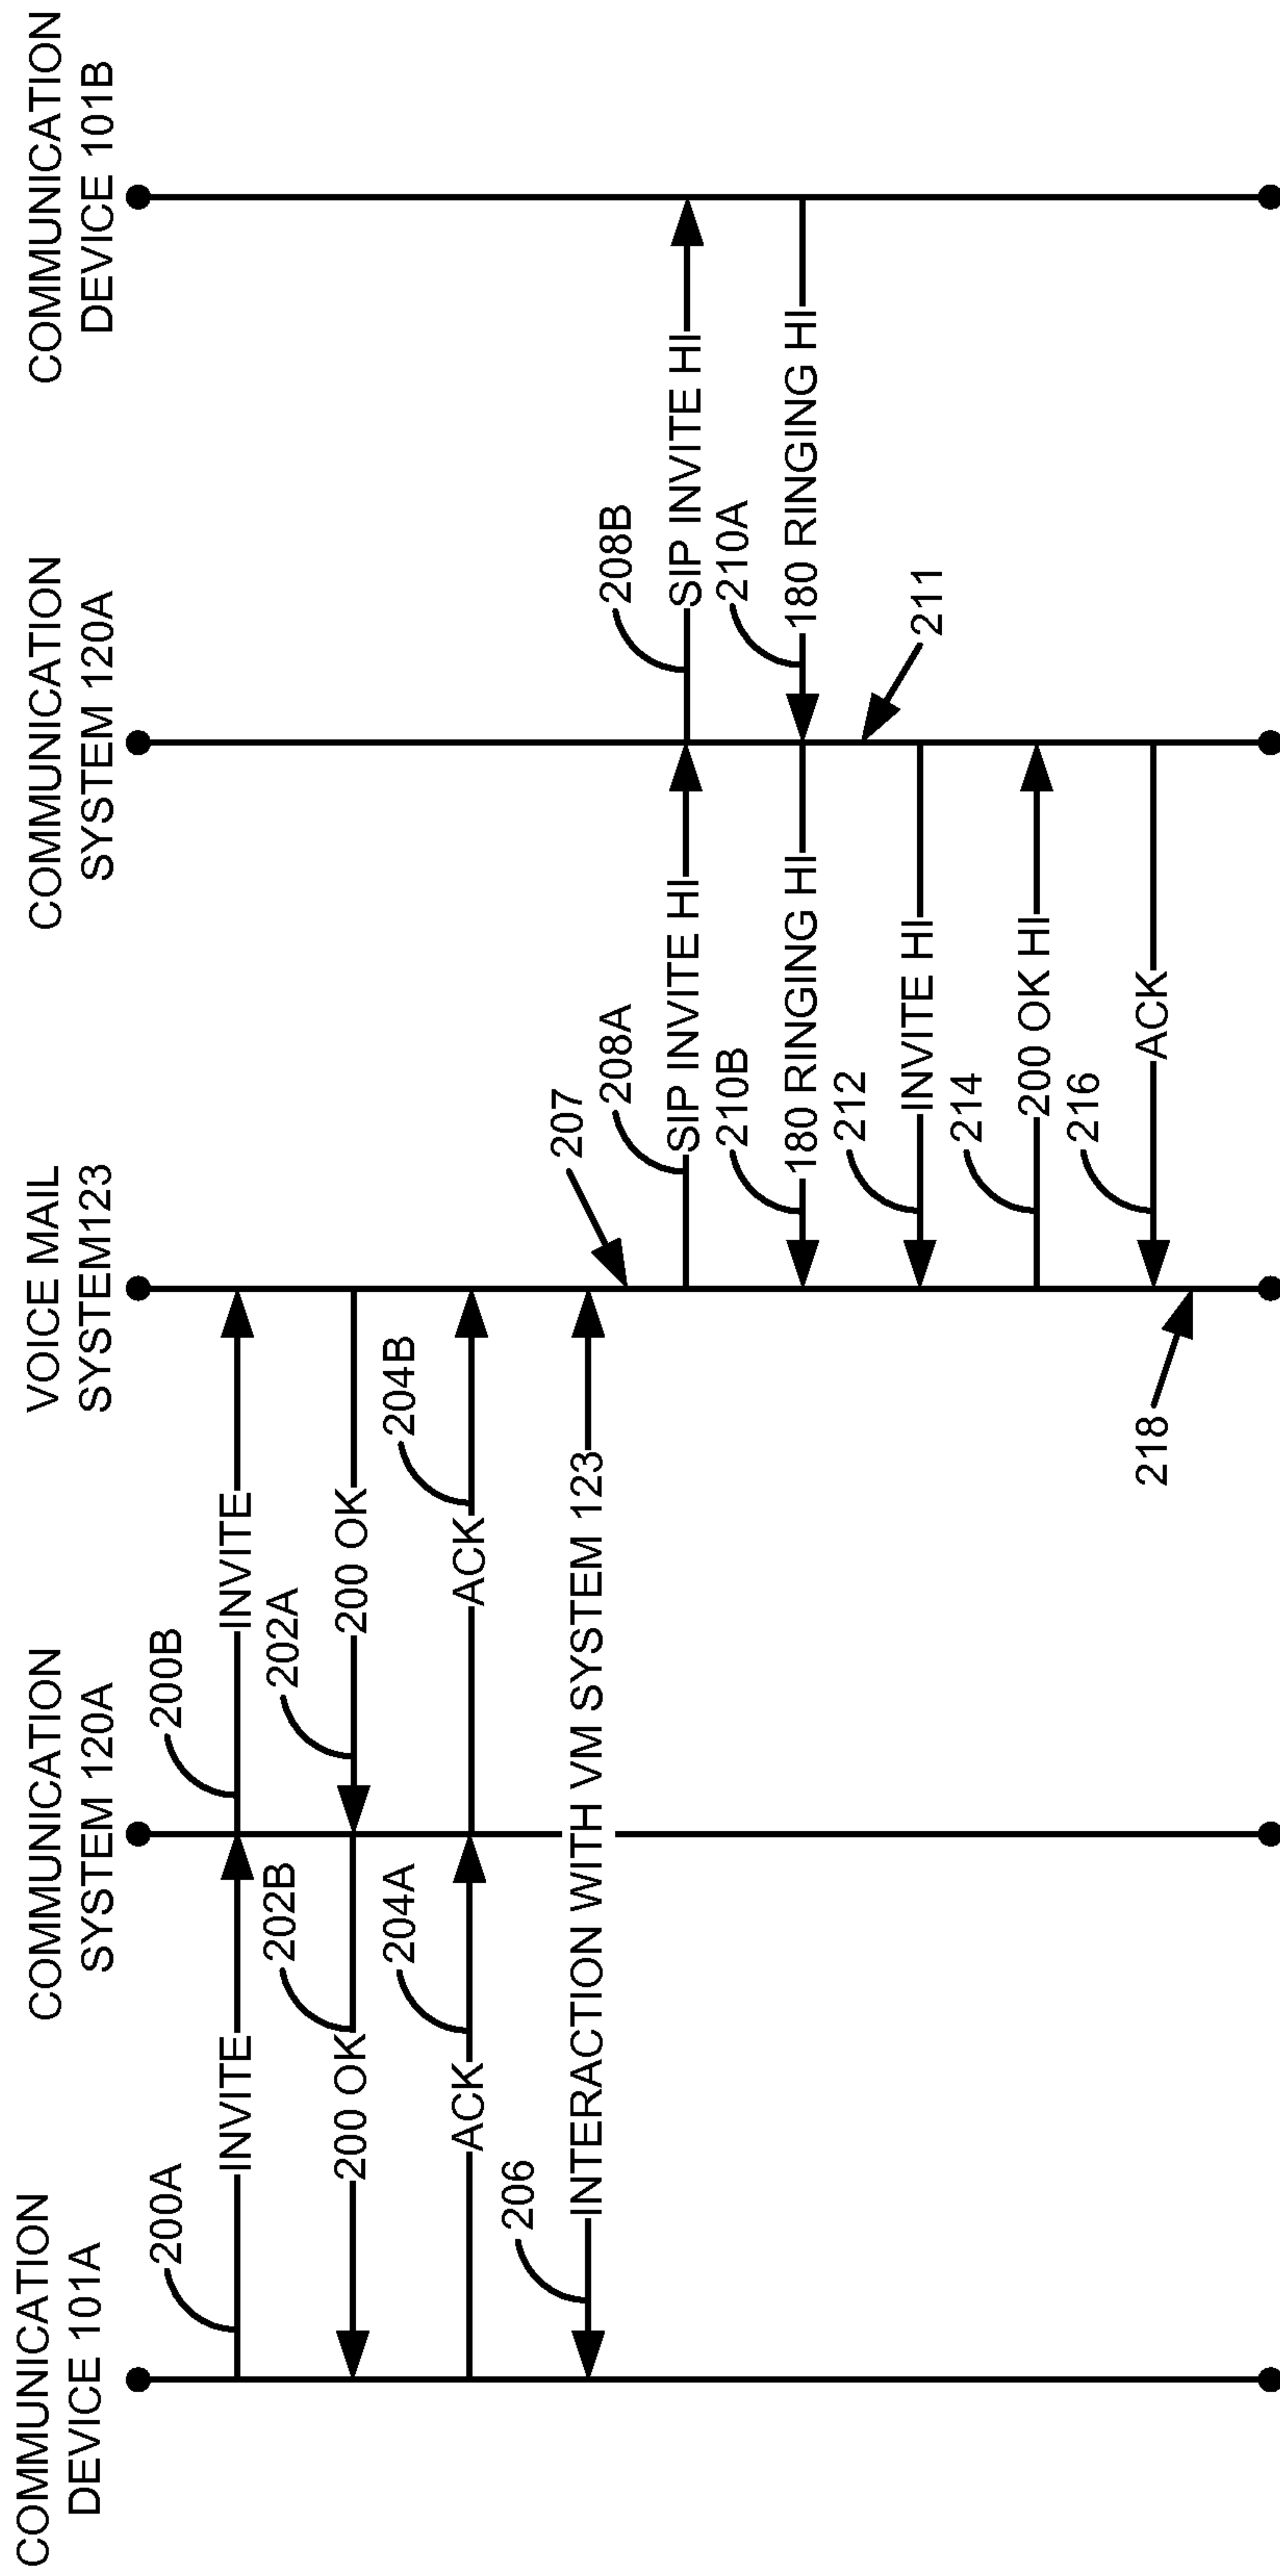 COMMUNICATION
DEVICE 101A
COMMUNICATION
SYSTEM 120A
VOICE MAIL
SYSTEM123
COMMUNICATION
SYSTEM 120A
COMMUNICATION
DEVICE 101B
200A
INVITE
200B
INVITE
202B
200 OK
202A
200 OK
204A
ACK
204B
ACK
206
INTERACTION WITH VM SYSTEM 123
207
208A
SIP INVITE HI
208B
SIP INVITE HI
210B
180 RINGING HI
210A
180 RINGING HI
211
212
INVITE HI
214
200 OK HI
216
ACK
218